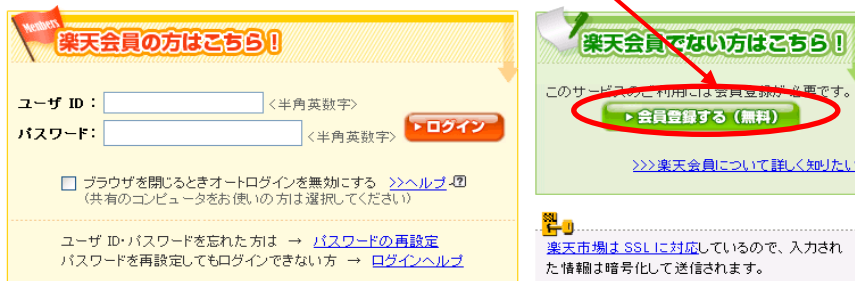 Members
楽天会員の方はこちら！
ユーザ ID：
<半角英数字>
パスワード：
<半角英数字>
ログイン
ブラウザを閉じるときオートログインを無効にする >>ヘルプ
(共有のコンピュータをお使いの方は選択してください)
ユーザ ID・パスワードを忘れた方は → パスワードの再設定
パスワードを再設定してもログインできない方 → ログインヘルプ
楽天会員でない方はこちら！
このサービスのご利用には会員登録が必要です。
会員登録する（無料）
>>>楽天会員について詳しく知りたい
SSL
楽天市場は SSL に対応しているので、入力され
た情報は暗号化して送信されます。